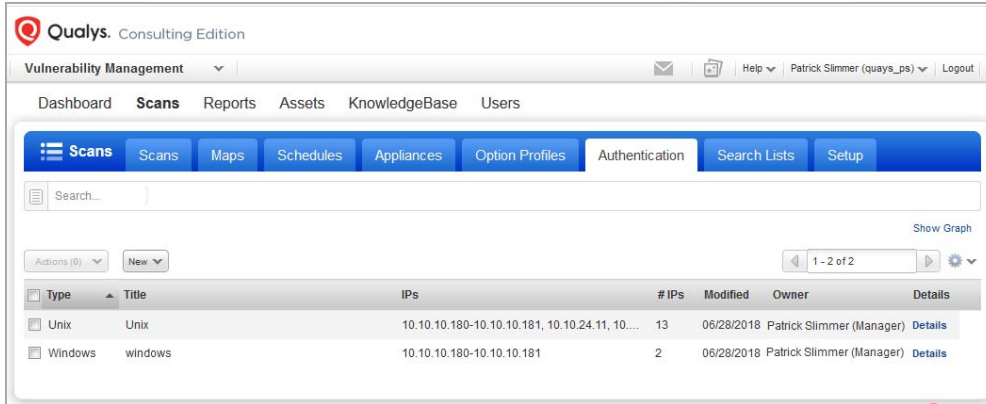 Qualys. Consulting Edition
Vulnerability Management Help Patrick Slimmer (quays_ps) Logout
Dashboard Scans Reports Assets KnowledgeBase Users
Scans Scans Maps Schedules Appliances Option Profiles Authentication Search Lists Setup
Search...
Show Graph
Actions (0) New 1 - 2 of 2
Type Title IPs # IPs Modified Owner Details
Unix Unix 10.10.10.180-10.10.10.181, 10.10.24.11, 10.... 13 06/28/2018 Patrick Slimmer (Manager) Details
Windows windows 10.10.10.180-10.10.10.181 2 06/28/2018 Patrick Slimmer (Manager) Details